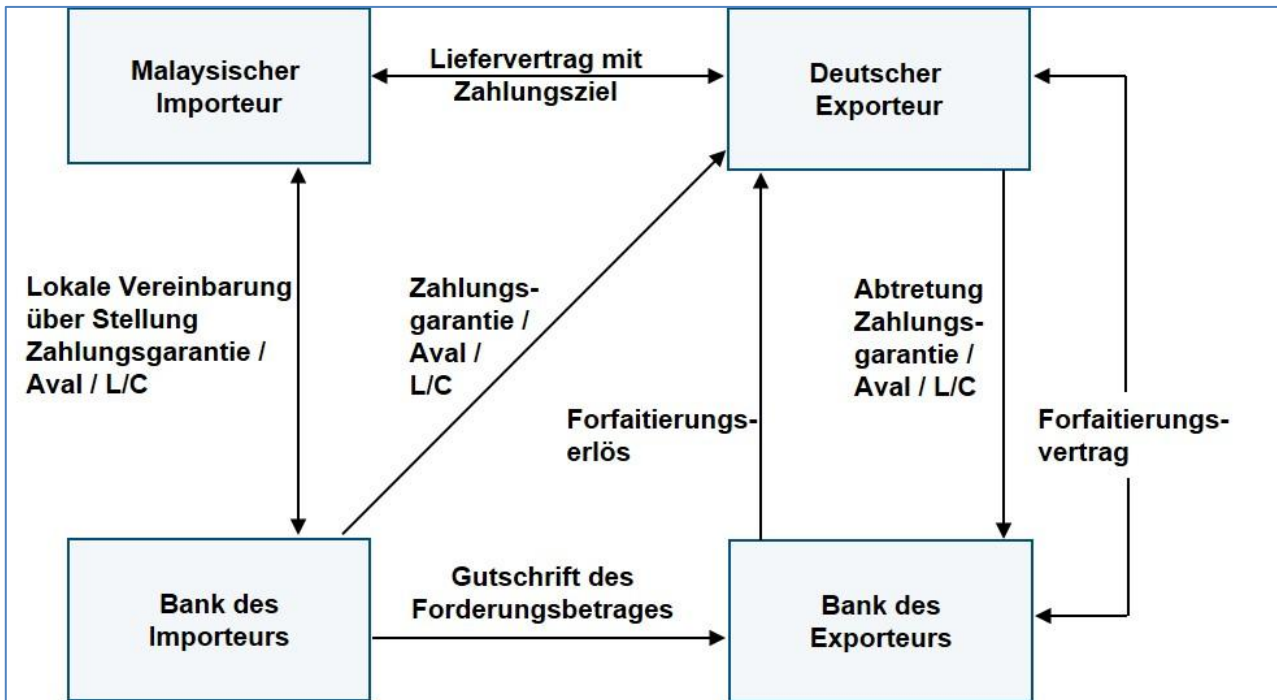 Malaysischer
Importeur
Liefervertrag mit
Zahlungsziel
Deutscher
Exporteur
Lokale Vereinbarung
über Stellung
Zahlungsgarantie /
Aval / L/C
Zahlungs-
garantie /
Aval /
L/C
Forfaitierungs-
erlös
Abtretung
Zahlungs-
garantie /
Aval / L/C
Forfaitierungs-
vertrag
Bank des
Importeurs
Gutschrift des
Forderungsbetrages
Bank des
Exporteurs